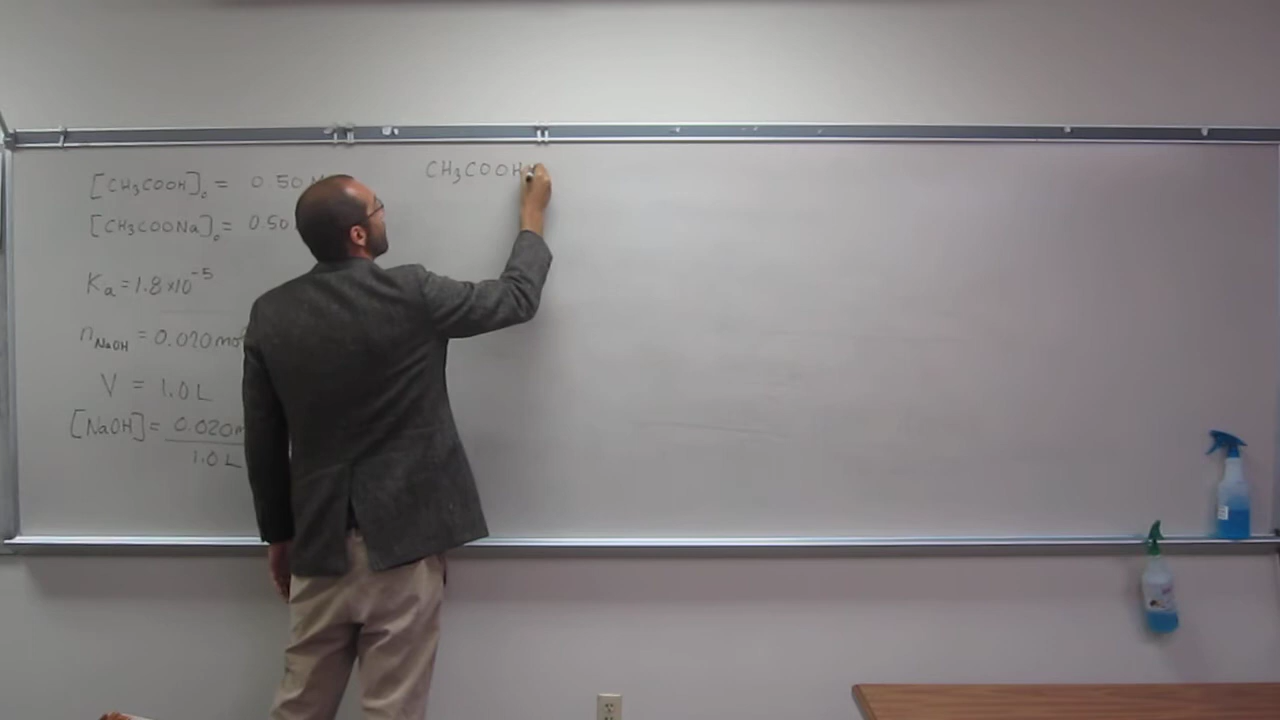 [CH₃COOH]₀ = 0.50 M
[CH₃COONa]₀ = 0.50
Kₐ = 1.8×10⁻⁵
n_NaOH = 0.020 mol
V = 1.0 L
[NaOH] = 0.020 m
1.0 L
CH₃COOH